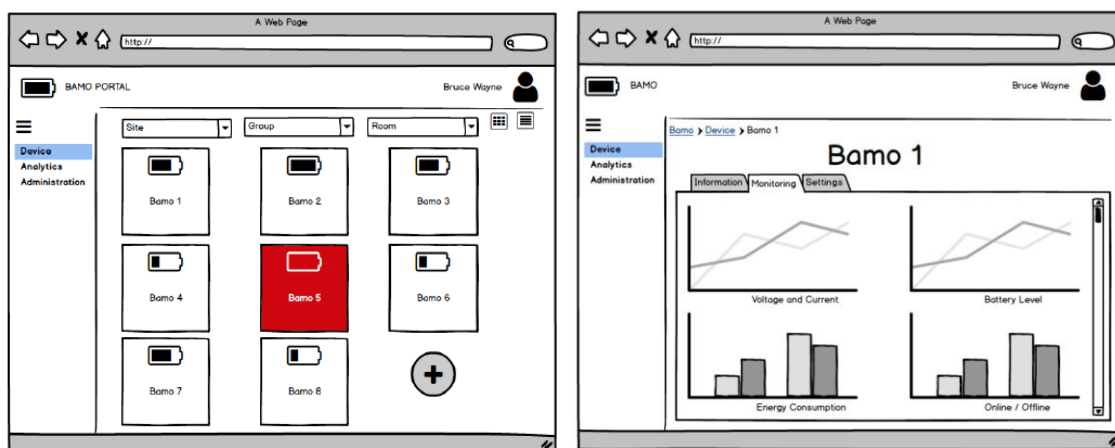 A Web Page
http://
BAMO PORTAL
Bruce Wayne
Site
Group
Room
Device
Analytics
Administration
Bamo 1
Bamo 2
Bamo 3
Bamo 4
Bamo 5
Bamo 6
Bamo 7
Bamo 8
A Web Page
http://
BAMO
Bruce Wayne
Bamo > Device > Bamo 1
Device
Analytics
Administration
Bamo 1
Information
Monitoring
Settings
Voltage and Current
Battery Level
Energy Consumption
Online / Offline